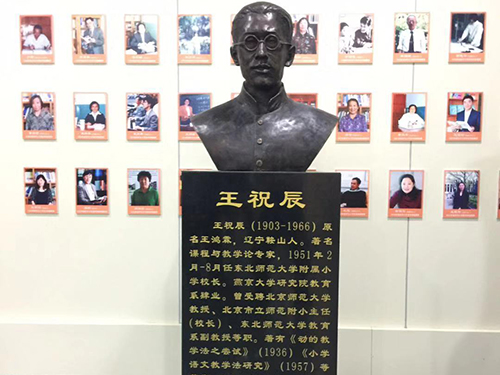 王祝辰
王祝辰(1903-1966)原
名王鸿霖,辽宁鞍山人。著名
课程与教学论专家,1951年2
月-8月任东北师范大学附属小
学校长。燕京大学研究院教育
系肄业。曾受聘北京师范大学
教授、北京市立师范附小主任
(校长)、东北师范大学教育
系副教授等职。著有《动的教
学法之尝试》(1936)《小学
语文教学法研究》(1957)等